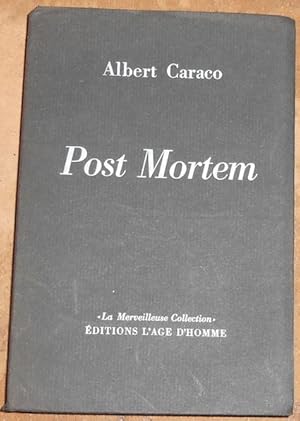 Albert Caraco
Post Mortem
«La Merveilleuse Collection»
ÉDITIONS L'AGE D'HOMME